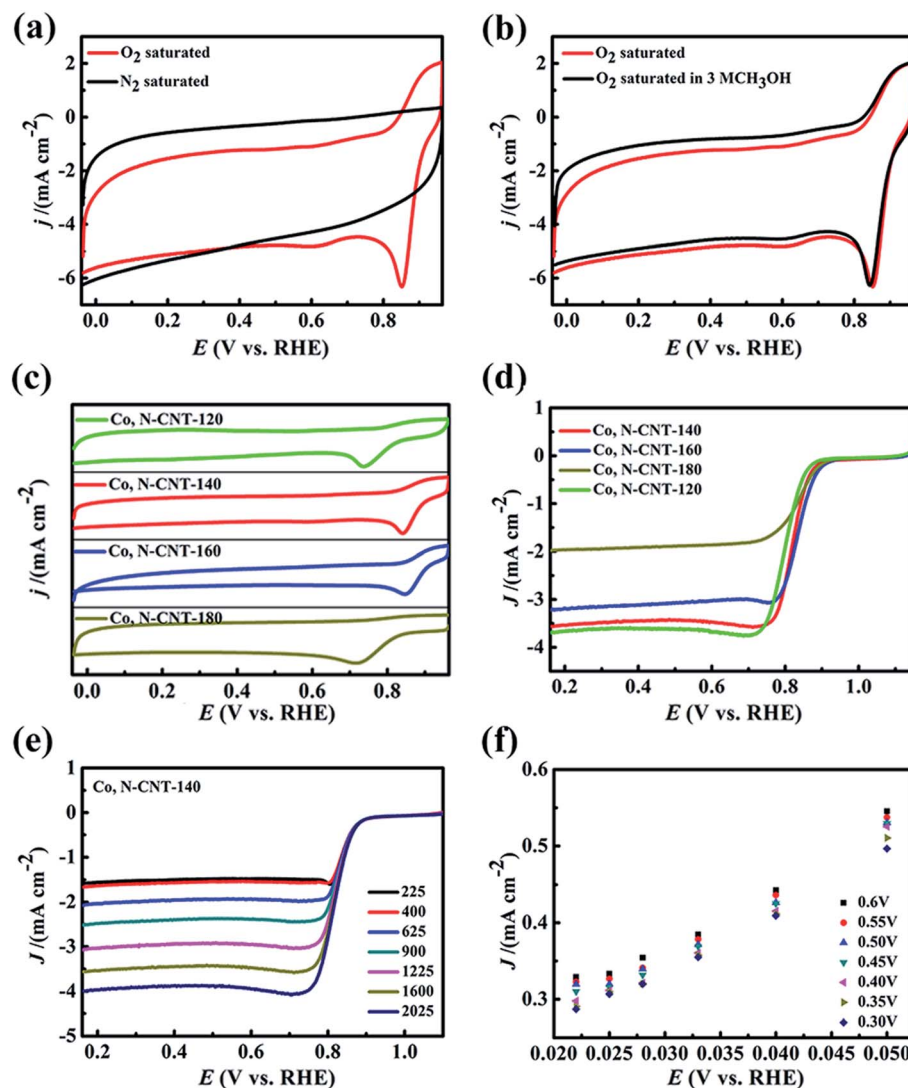 (a)
O2 saturated
N2 saturated
j /(mA cm-2)
2
0
-2
-4
-6
0.0 0.2 0.4 0.6 0.8
E (V vs. RHE)
(b)
O2 saturated
O2 saturated in 3 MCH3OH
j /(mA cm-2)
2
0
-2
-4
-6
0.0 0.2 0.4 0.6 0.8
E (V vs. RHE)
(c)
Co, N-CNT-120
Co, N-CNT-140
Co, N-CNT-160
Co, N-CNT-180
j /(mA cm-2)
0.0 0.2 0.4 0.6 0.8
E (V vs. RHE)
(d)
Co, N-CNT-140
Co, N-CNT-160
Co, N-CNT-180
Co, N-CNT-120
J /(mA cm-2)
1
0
-1
-2
-3
-4
0.2 0.4 0.6 0.8 1.0
E (V vs. RHE)
(e)
Co, N-CNT-140
225
400
625
900
1225
1600
2025
J /(mA cm-2)
1
0
-1
-2
-3
-4
-5
0.2 0.4 0.6 0.8 1.0
E (V vs. RHE)
(f)
0.6V
0.55V
0.50V
0.45V
0.40V
0.35V
0.30V
J /(mA cm-2)
0.6
0.5
0.4
0.3
0.020 0.025 0.030 0.035 0.040 0.045 0.050
E (V vs. RHE)